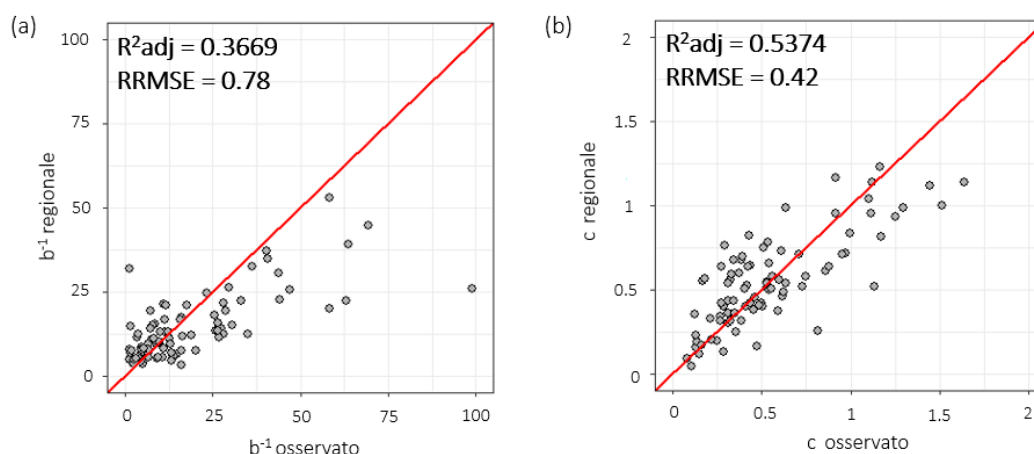 (a)
R²adj = 0.3669
RRMSE = 0.78
100
75
50
25
0
b⁻¹ regionale
0 25 50 75 100
b⁻¹ osservato
(b)
R²adj = 0.5374
RRMSE = 0.42
2
1.5
1
0.5
0
c regionale
0 0.5 1 1.5 2
c osservato